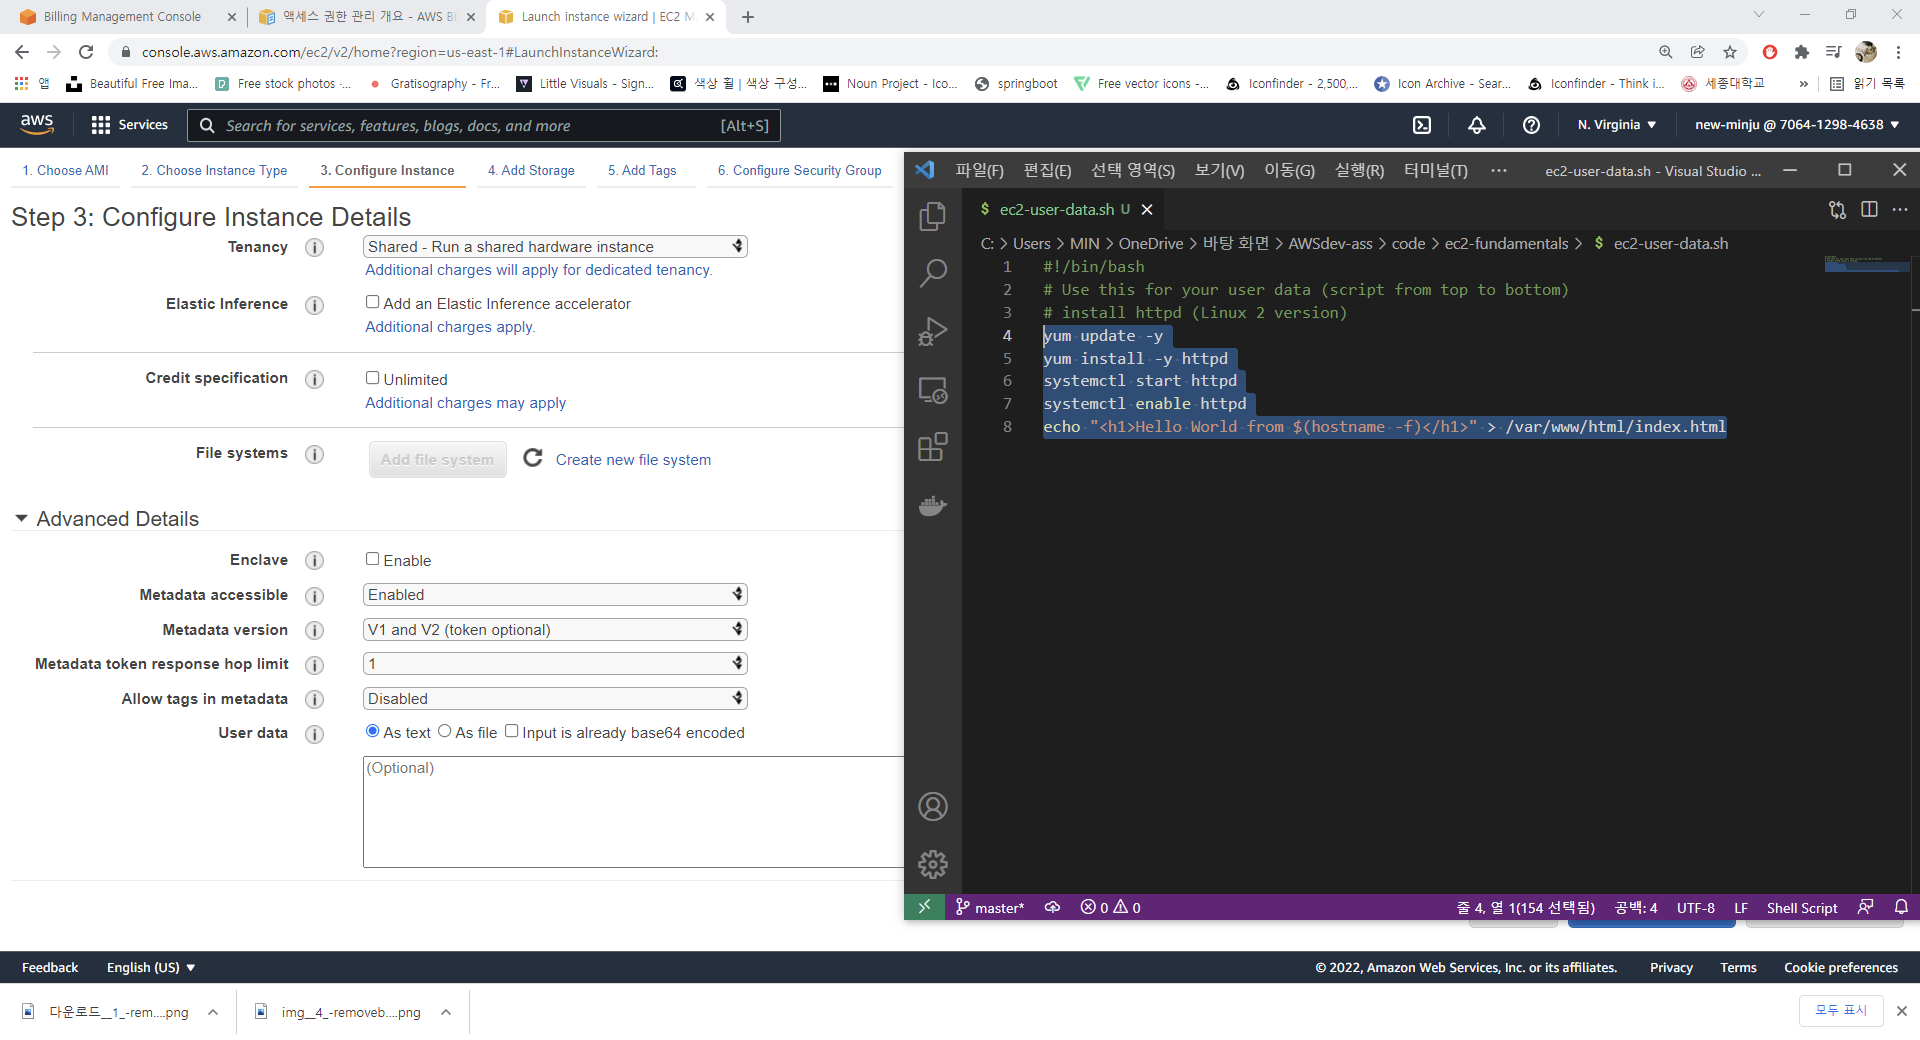 Billing Management Console
액세스 권한 관리 개요 - AWS Bi
Launch instance wizard | EC2 M
console.aws.amazon.com/ec2/v2/home?region=us-east-1#LaunchInstanceWizard:
앱
Beautiful Free Ima...
Free stock photos ·...
Gratisography - Fr...
Little Visuals - Sign...
색상 휠 | 색상 구성...
Noun Project - Ico...
springboot
Free vector icons -...
Iconfinder - 2,500,...
Icon Archive - Sear...
Iconfinder - Think i...
세종대학교
»
읽기 목록
aws
Services
Search for services, features, blogs, docs, and more
[Alt+S]
N. Virginia
new-minju @ 7064-1298-4638
1. Choose AMI
2. Choose Instance Type
3. Configure Instance
4. Add Storage
5. Add Tags
6. Configure Security Group
Step 3: Configure Instance Details
Tenancy
Shared - Run a shared hardware instance
Additional charges will apply for dedicated tenancy.
Elastic Inference
Add an Elastic Inference accelerator
Additional charges apply.
Credit specification
Unlimited
Additional charges may apply
File systems
Add file system
Create new file system
Advanced Details
Enclave
Enable
Metadata accessible
Enabled
Metadata version
V1 and V2 (token optional)
Metadata token response hop limit
1
Allow tags in metadata
Disabled
User data
As text
As file
Input is already base64 encoded
(Optional)
파일(F)
편집(E)
선택 영역(S)
보기(V)
이동(G)
실행(R)
터미널(T)
···
ec2-user-data.sh - Visual Studio ...
$ ec2-user-data.sh U
C: > Users > MIN > OneDrive > 바탕 화면 > AWSdev-ass > code > ec2-fundamentals > $ ec2-user-data.sh
1 #!/bin/bash
2 # Use this for your user data (script from top to bottom)
3 # install httpd (Linux 2 version)
4 yum update -y
5 yum install -y httpd
6 systemctl start httpd
7 systemctl enable httpd
8 echo "<h1>Hello World from $(hostname -f)</h1>" > /var/www/html/index.html
master*
0
0
줄 4, 열 1(154 선택됨)
공백: 4
UTF-8
LF
Shell Script
Feedback
English (US)
© 2022, Amazon Web Services, Inc. or its affiliates.
Privacy
Terms
Cookie preferences
다운로드__1_-rem....png
img__4_-removeb....png
모두 표시